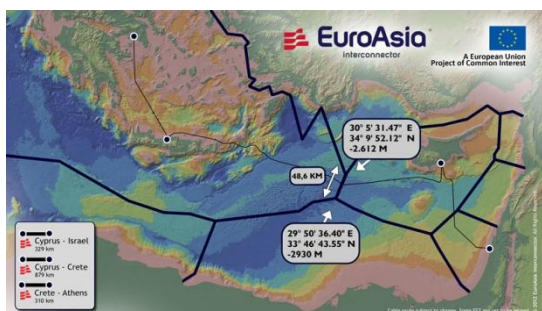 EuroAsia
interconnector
A European Union
Project of Common Interest
30° 5' 31.47" E
34° 9' 52.12" N
-2.612 M
48,6 KM
29° 50' 36.40" E
33° 46' 43.55" N
-2930 M
Cyprus - Israel
329 km
Cyprus - Crete
879 km
Crete - Athens
310 km